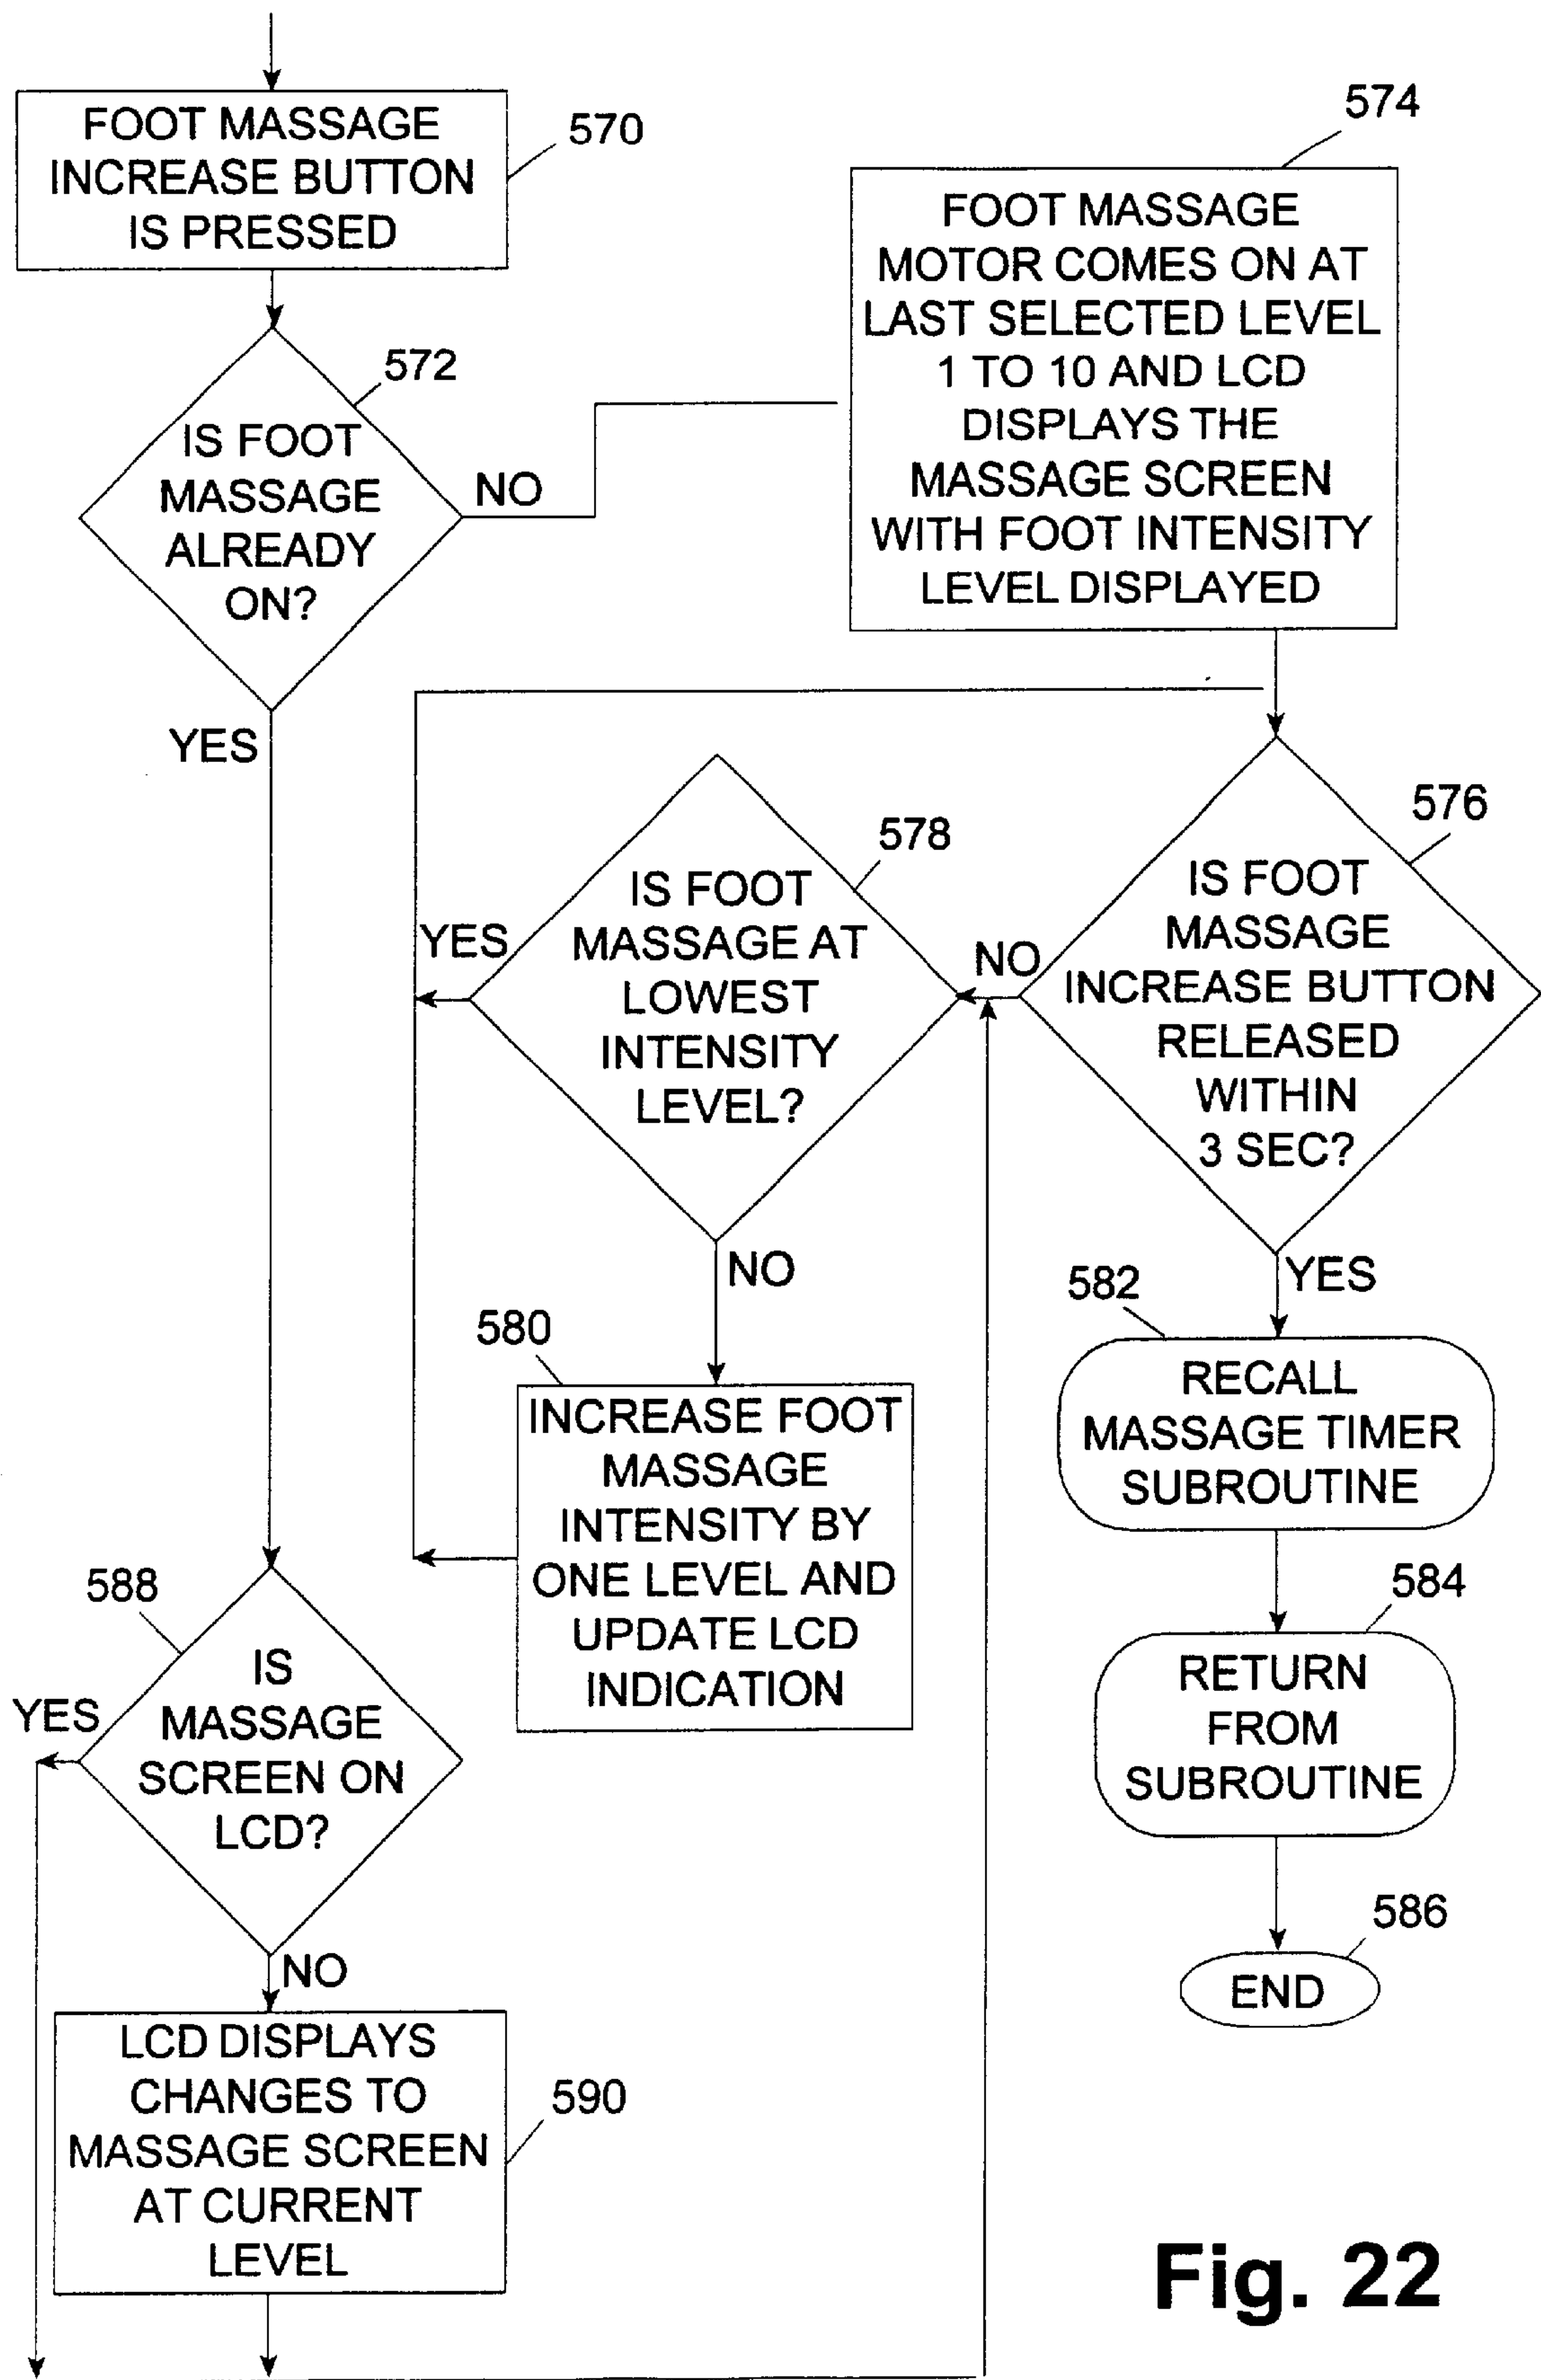 FOOT MASSAGE
INCREASE BUTTON
IS PRESSED
570
572
IS FOOT
MASSAGE
ALREADY
ON?
NO
YES
574
FOOT MASSAGE
MOTOR COMES ON AT
LAST SELECTED LEVEL
1 TO 10 AND LCD
DISPLAYS THE
MASSAGE SCREEN
WITH FOOT INTENSITY
LEVEL DISPLAYED
576
IS FOOT
MASSAGE
INCREASE BUTTON
RELEASED
WITHIN
3 SEC?
NO
YES
578
IS FOOT
MASSAGE AT
LOWEST
INTENSITY
LEVEL?
YES
NO
580
INCREASE FOOT
MASSAGE
INTENSITY BY
ONE LEVEL AND
UPDATE LCD
INDICATION
582
RECALL
MASSAGE TIMER
SUBROUTINE
584
RETURN
FROM
SUBROUTINE
586
END
588
IS
MASSAGE
SCREEN ON
LCD?
YES
NO
LCD DISPLAYS
CHANGES TO
MASSAGE SCREEN
AT CURRENT
LEVEL
590
Fig. 22